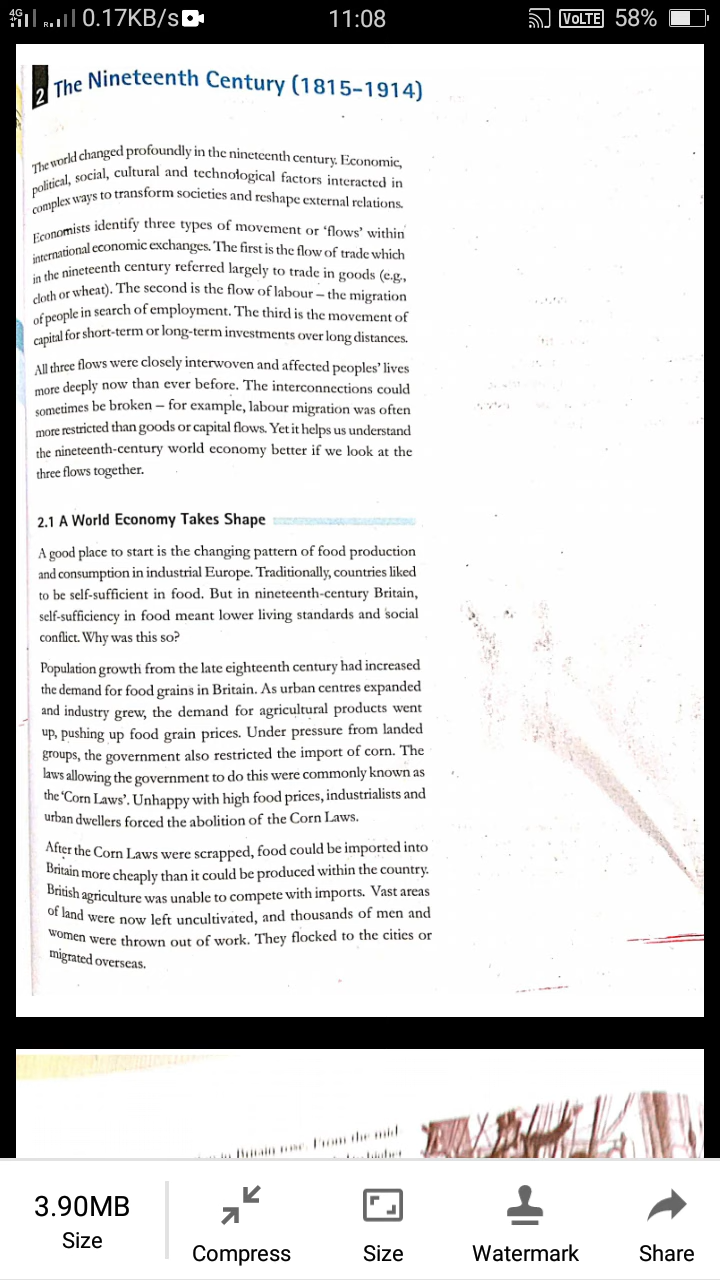 4G R 0.17KB/s 11:08 VoLTE 58%
2 The Nineteenth Century (1815–1914)
The world changed profoundly in the nineteenth century. Economic,
political, social, cultural and technological factors interacted in
complex ways to transform societies and reshape external relations.
Economists identify three types of movement or ‘flows’ within
international economic exchanges. The first is the flow of trade which
in the nineteenth century referred largely to trade in goods (e.g.,
cloth or wheat). The second is the flow of labour – the migration
of people in search of employment. The third is the movement of
capital for short-term or long-term investments over long distances.
All three flows were closely interwoven and affected peoples’ lives
more deeply now than ever before. The interconnections could
sometimes be broken – for example, labour migration was often
more restricted than goods or capital flows. Yet it helps us understand
the nineteenth-century world economy better if we look at the
three flows together.
2.1 A World Economy Takes Shape
A good place to start is the changing pattern of food production
and consumption in industrial Europe. Traditionally, countries liked
to be self-sufficient in food. But in nineteenth-century Britain,
self-sufficiency in food meant lower living standards and social
conflict. Why was this so?
Population growth from the late eighteenth century had increased
the demand for food grains in Britain. As urban centres expanded
and industry grew, the demand for agricultural products went
up, pushing up food grain prices. Under pressure from landed
groups, the government also restricted the import of corn. The
laws allowing the government to do this were commonly known as
the ‘Corn Laws’. Unhappy with high food prices, industrialists and
urban dwellers forced the abolition of the Corn Laws.
After the Corn Laws were scrapped, food could be imported into
Britain more cheaply than it could be produced within the country.
British agriculture was unable to compete with imports. Vast areas
of land were now left uncultivated, and thousands of men and
women were thrown out of work. They flocked to the cities or
migrated overseas.
in Britain rose. From the mid
3.90MB
Size Compress Size Watermark Share